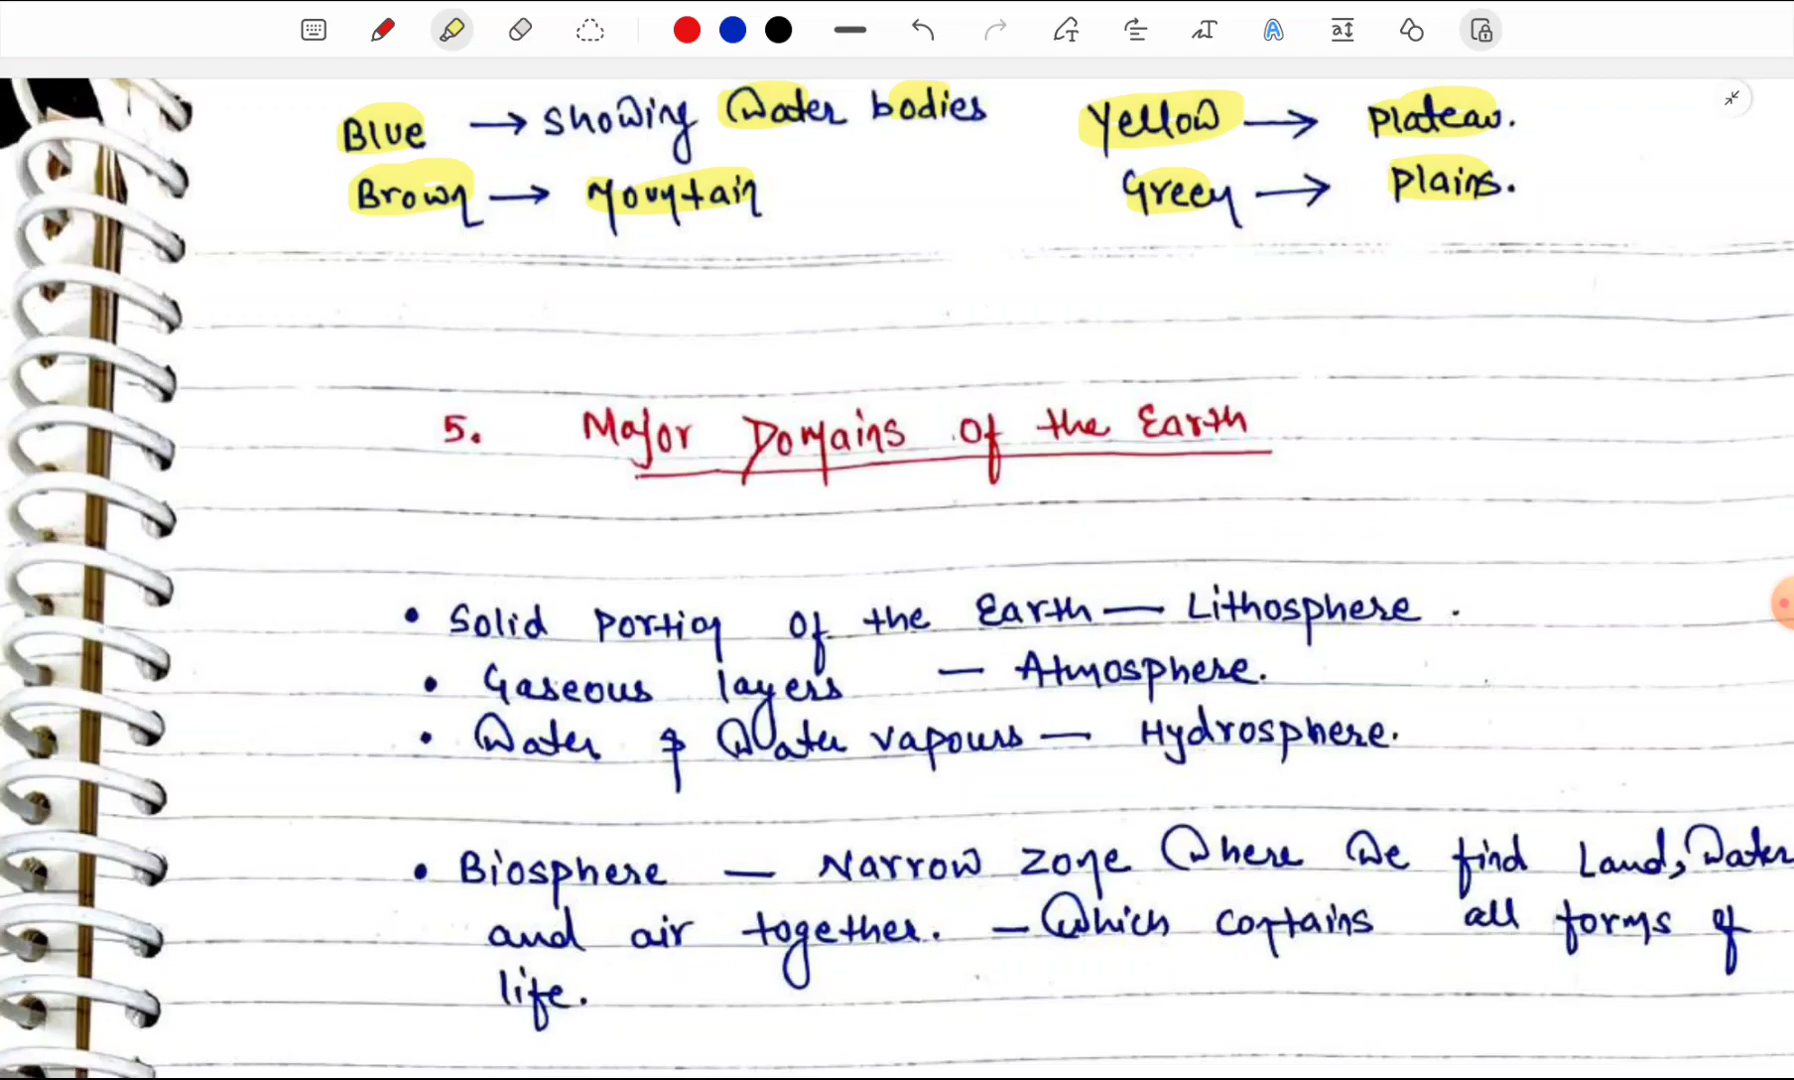 Blue → showing Water bodies Yellow → Plateau.
Brown → Mountain Green → Plains.
5. Major Domains of the Earth
• Solid Portion of the Earth — Lithosphere.
• Gaseous layers — Atmosphere.
• Water & Water vapours — Hydrosphere.
• Biosphere — Narrow zone Where We find Land, Water
and air together. — Which contains all forms of
life.